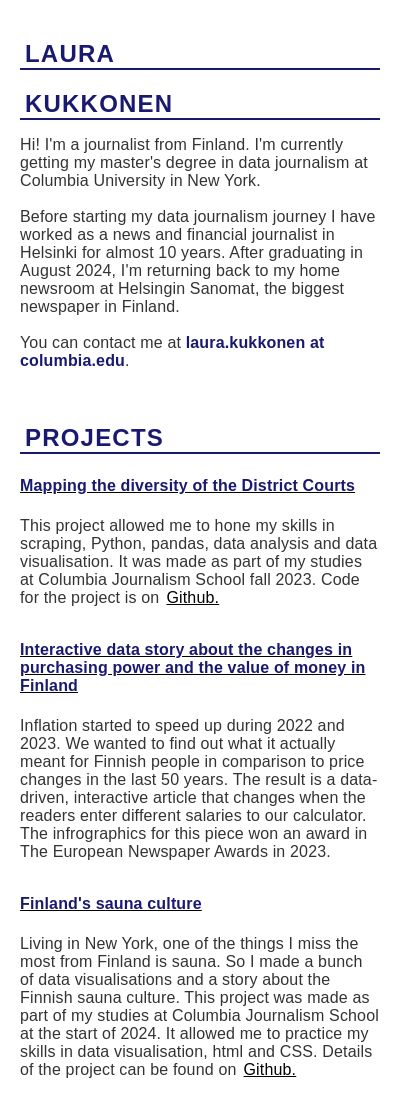 LAURA
KUKKONEN
Hi! I'm a journalist from Finland. I'm currently
getting my master's degree in data journalism at
Columbia University in New York.
Before starting my data journalism journey I have
worked as a news and financial journalist in
Helsinki for almost 10 years. After graduating in
August 2024, I'm returning back to my home
newsroom at Helsingin Sanomat, the biggest
newspaper in Finland.
You can contact me at laura.kukkonen at
columbia.edu.
PROJECTS
Mapping the diversity of the District Courts
This project allowed me to hone my skills in
scraping, Python, pandas, data analysis and data
visualisation. It was made as part of my studies
at Columbia Journalism School fall 2023. Code
for the project is on Github.
Interactive data story about the changes in
purchasing power and the value of money in
Finland
Inflation started to speed up during 2022 and
2023. We wanted to find out what it actually
meant for Finnish people in comparison to price
changes in the last 50 years. The result is a data-
driven, interactive article that changes when the
readers enter different salaries to our calculator.
The infrographics for this piece won an award in
The European Newspaper Awards in 2023.
Finland's sauna culture
Living in New York, one of the things I miss the
most from Finland is sauna. So I made a bunch
of data visualisations and a story about the
Finnish sauna culture. This project was made as
part of my studies at Columbia Journalism School
at the start of 2024. It allowed me to practice my
skills in data visualisation, html and CSS. Details
of the project can be found on Github.